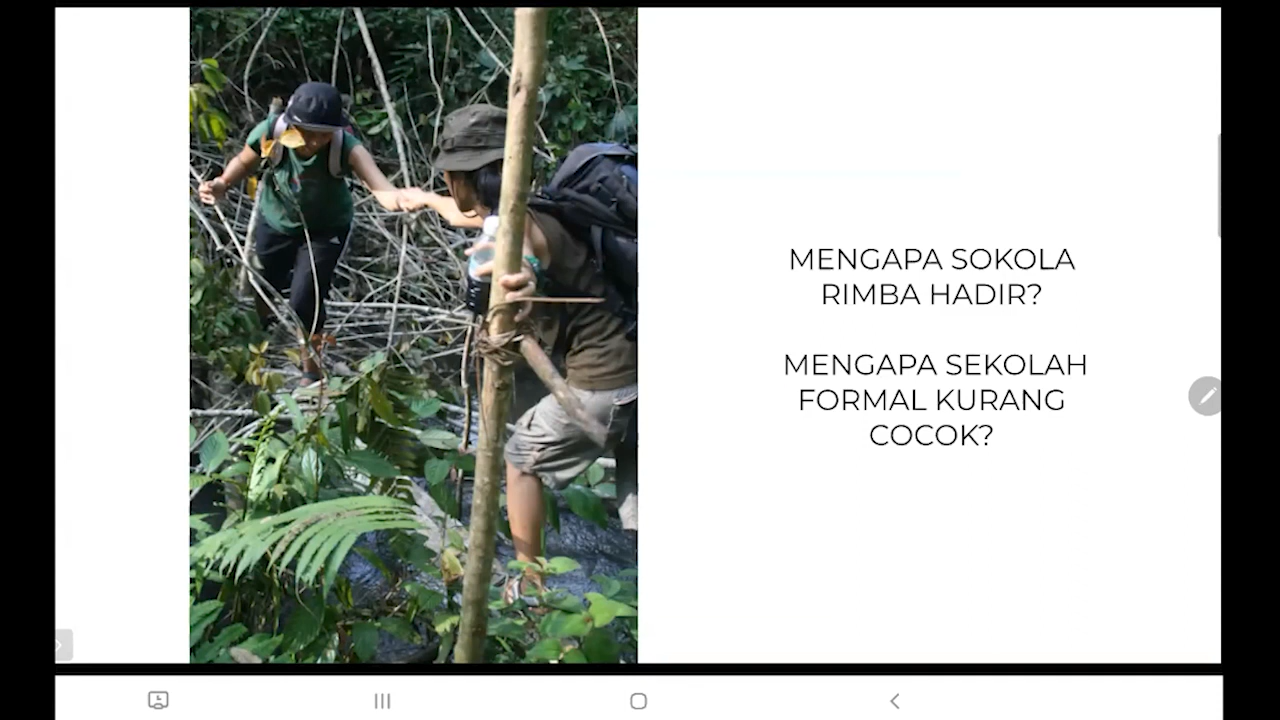 MENGAPA SOKOLA
RIMBA HADIR?
MENGAPA SEKOLAH
FORMAL KURANG
COCOK?